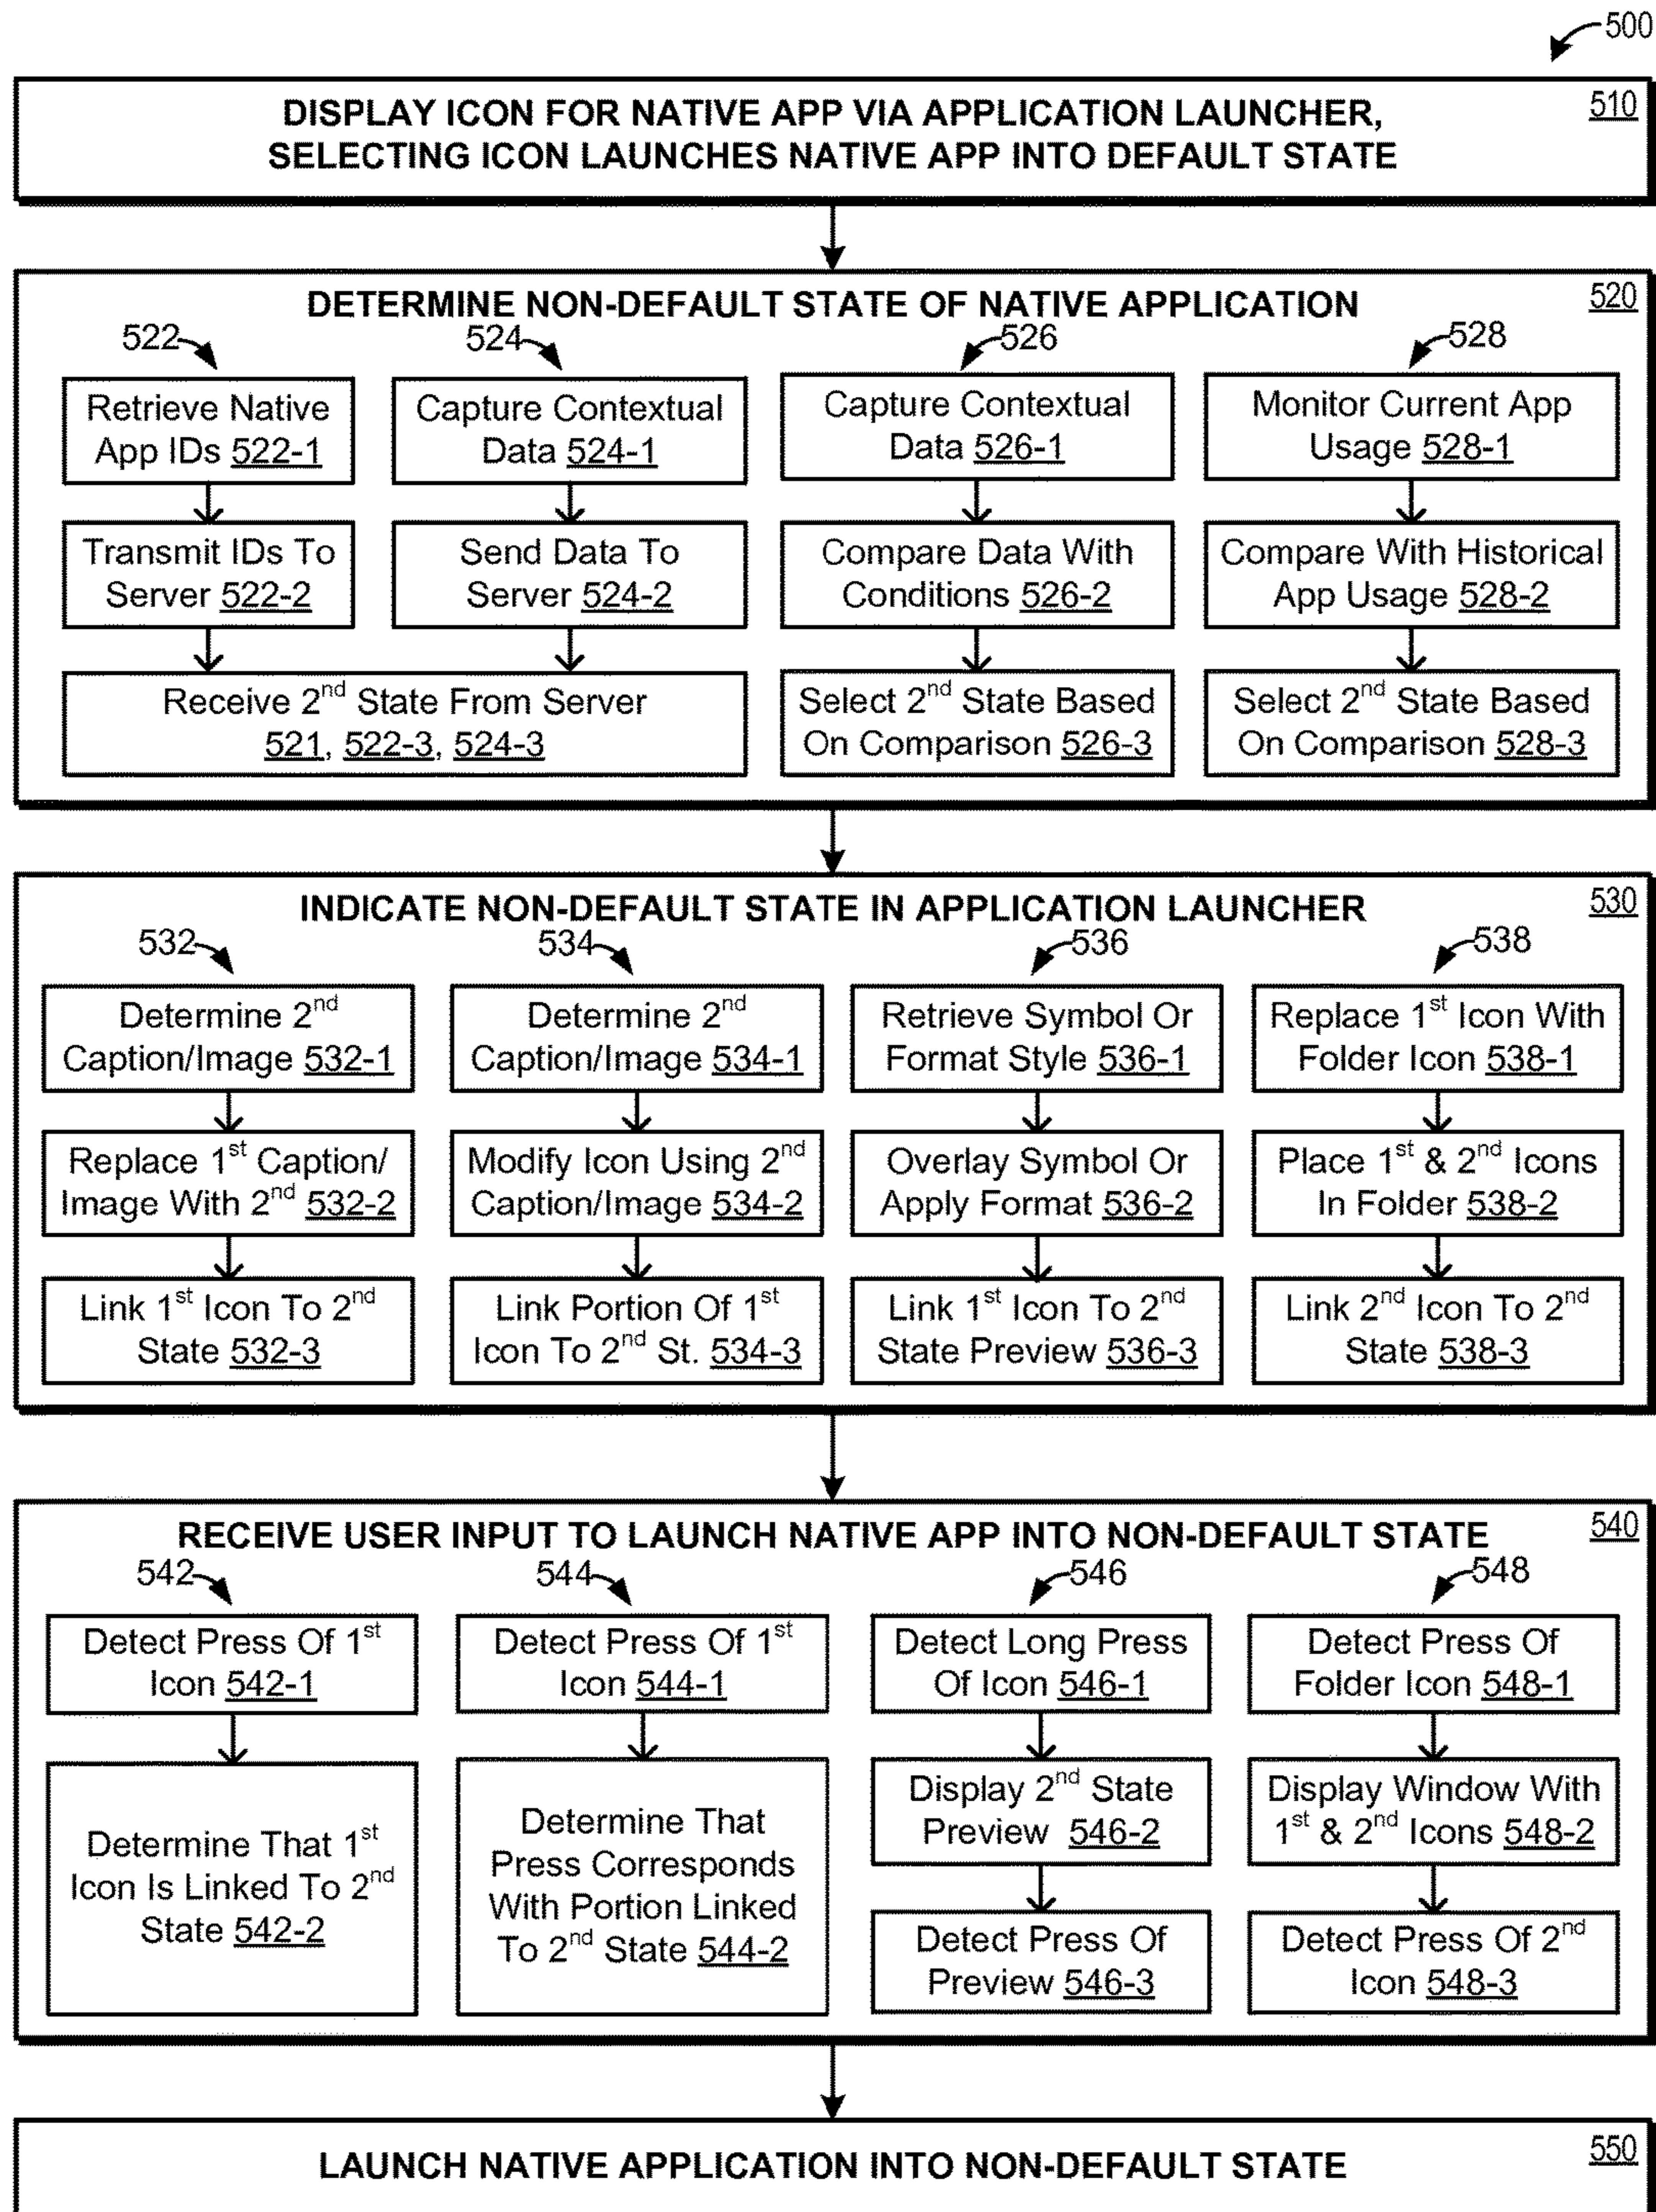 500
DISPLAY ICON FOR NATIVE APP VIA APPLICATION LAUNCHER,
SELECTING ICON LAUNCHES NATIVE APP INTO DEFAULT STATE
510
DETERMINE NON-DEFAULT STATE OF NATIVE APPLICATION
520
522
Retrieve Native
App IDs 522-1
Transmit IDs To
Server 522-2
524
Capture Contextual
Data 524-1
Send Data To
Server 524-2
Receive 2nd State From Server
521, 522-3, 524-3
526
Capture Contextual
Data 526-1
Compare Data With
Conditions 526-2
Select 2nd State Based
On Comparison 526-3
528
Monitor Current App
Usage 528-1
Compare With Historical
App Usage 528-2
Select 2nd State Based
On Comparison 528-3
INDICATE NON-DEFAULT STATE IN APPLICATION LAUNCHER
530
532
Determine 2nd
Caption/Image 532-1
Replace 1st Caption/
Image With 2nd 532-2
Link 1st Icon To 2nd
State 532-3
534
Determine 2nd
Caption/Image 534-1
Modify Icon Using 2nd
Caption/Image 534-2
Link Portion Of 1st
Icon To 2nd St. 534-3
536
Retrieve Symbol Or
Format Style 536-1
Overlay Symbol Or
Apply Format 536-2
Link 1st Icon To 2nd
State Preview 536-3
538
Replace 1st Icon With
Folder Icon 538-1
Place 1st & 2nd Icons
In Folder 538-2
Link 2nd Icon To 2nd
State 538-3
RECEIVE USER INPUT TO LAUNCH NATIVE APP INTO NON-DEFAULT STATE
540
542
Detect Press Of 1st
Icon 542-1
Determine That 1st
Icon Is Linked To 2nd
State 542-2
544
Detect Press Of 1st
Icon 544-1
Determine That
Press Corresponds
With Portion Linked
To 2nd State 544-2
546
Detect Long Press
Of Icon 546-1
Display 2nd State
Preview 546-2
Detect Press Of
Preview 546-3
548
Detect Press Of
Folder Icon 548-1
Display Window With
1st & 2nd Icons 548-2
Detect Press Of 2nd
Icon 548-3
LAUNCH NATIVE APPLICATION INTO NON-DEFAULT STATE
550